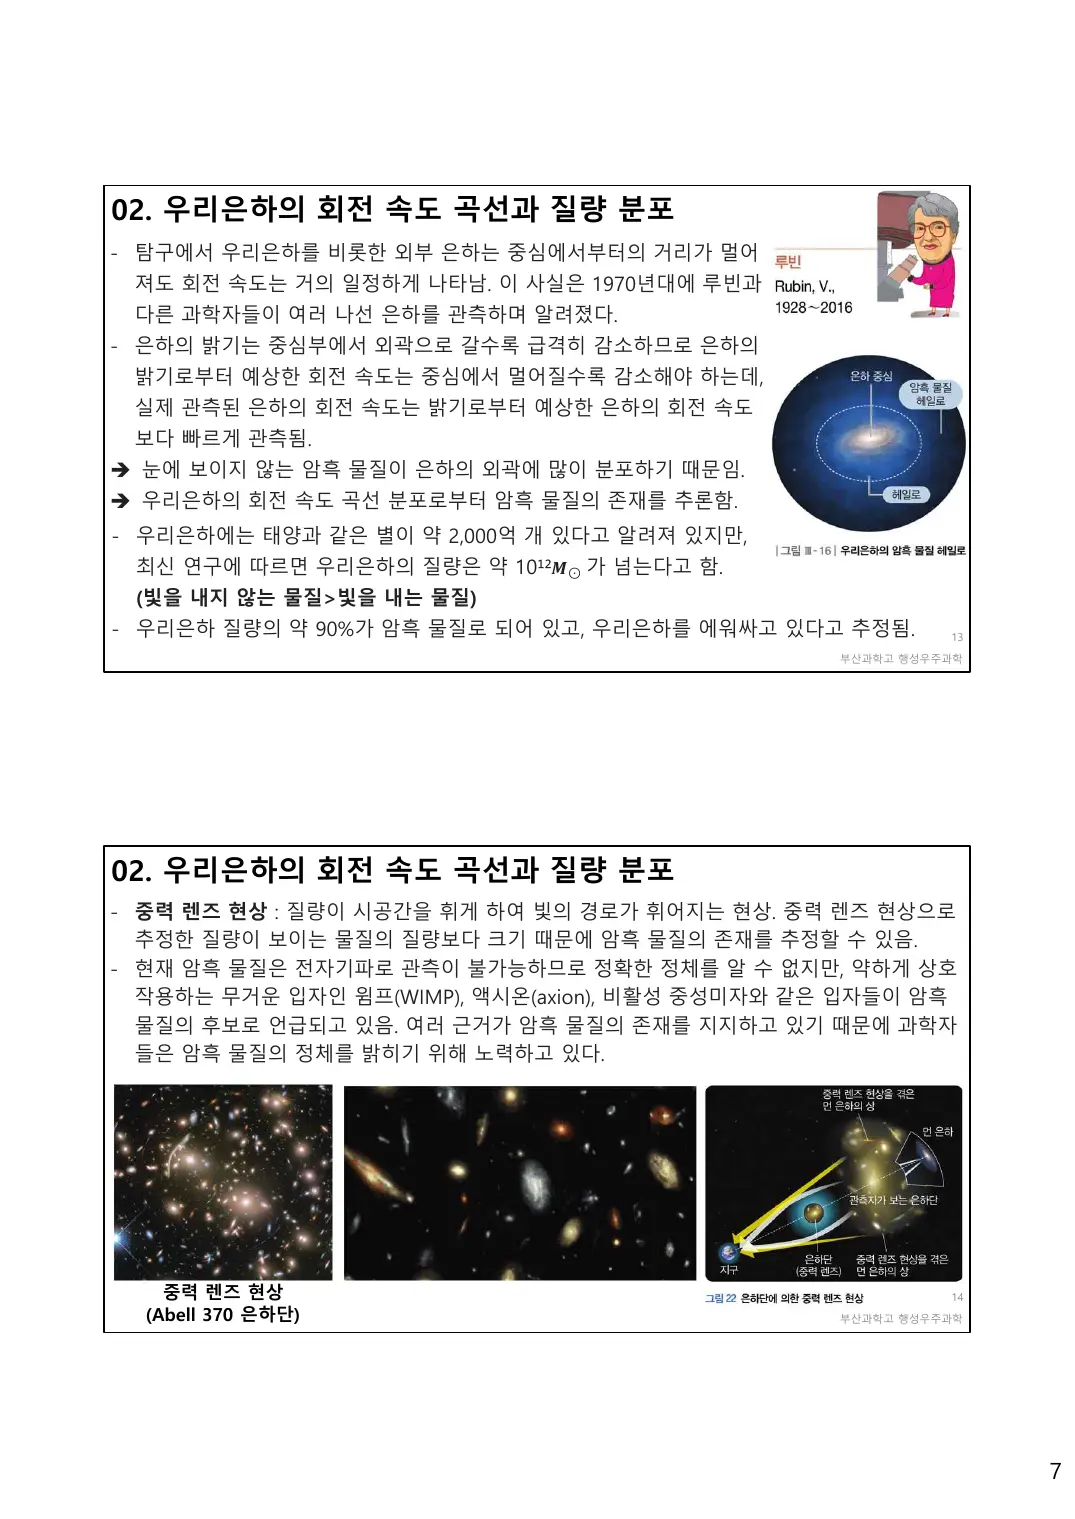 02. 우리은하의 회전 속도 곡선과 질량 분포
- 탐구에서 우리은하를 비롯한 외부 은하는 중심에서부터의 거리가 멀어
져도 회전 속도는 거의 일정하게 나타남. 이 사실은 1970년대에 루빈과
다른 과학자들이 여러 나선 은하를 관측하며 알려졌다.
- 은하의 밝기는 중심부에서 외곽으로 갈수록 급격히 감소하므로 은하의
밝기로부터 예상한 회전 속도는 중심에서 멀어질수록 감소해야 하는데,
실제 관측된 은하의 회전 속도는 밝기로부터 예상한 은하의 회전 속도
보다 빠르게 관측됨.
➔ 눈에 보이지 않는 암흑 물질이 은하의 외곽에 많이 분포하기 때문임.
➔ 우리은하의 회전 속도 곡선 분포로부터 암흑 물질의 존재를 추론함.
- 우리은하에는 태양과 같은 별이 약 2,000억 개 있다고 알려져 있지만,
최신 연구에 따르면 우리은하의 질량은 약 10¹²M⊙ 가 넘는다고 함.
(빛을 내지 않는 물질>빛을 내는 물질)
- 우리은하 질량의 약 90%가 암흑 물질로 되어 있고, 우리은하를 에워싸고 있다고 추정됨.
루빈
Rubin, V.,
1928~2016
은하 중심
암흑 물질
헤일로
헤일로
|그림 Ⅲ-16| 우리은하의 암흑 물질 헤일로
13
부산과학고 행성우주과학
02. 우리은하의 회전 속도 곡선과 질량 분포
- 중력 렌즈 현상 : 질량이 시공간을 휘게 하여 빛의 경로가 휘어지는 현상. 중력 렌즈 현상으로
추정한 질량이 보이는 물질의 질량보다 크기 때문에 암흑 물질의 존재를 추정할 수 있음.
- 현재 암흑 물질은 전자기파로 관측이 불가능하므로 정확한 정체를 알 수 없지만, 약하게 상호
작용하는 무거운 입자인 윔프(WIMP), 액시온(axion), 비활성 중성미자와 같은 입자들이 암흑
물질의 후보로 언급되고 있음. 여러 근거가 암흑 물질의 존재를 지지하고 있기 때문에 과학자
들은 암흑 물질의 정체를 밝히기 위해 노력하고 있다.
중력 렌즈 현상
(Abell 370 은하단)
중력 렌즈 현상을 겪은
먼 은하의 상
먼 은하
관측자가 보는 은하단
지구
은하단
(중력 렌즈)
중력 렌즈 현상을 겪은
먼 은하의 상
그림 22 은하단에 의한 중력 렌즈 현상
14
부산과학고 행성우주과학
7